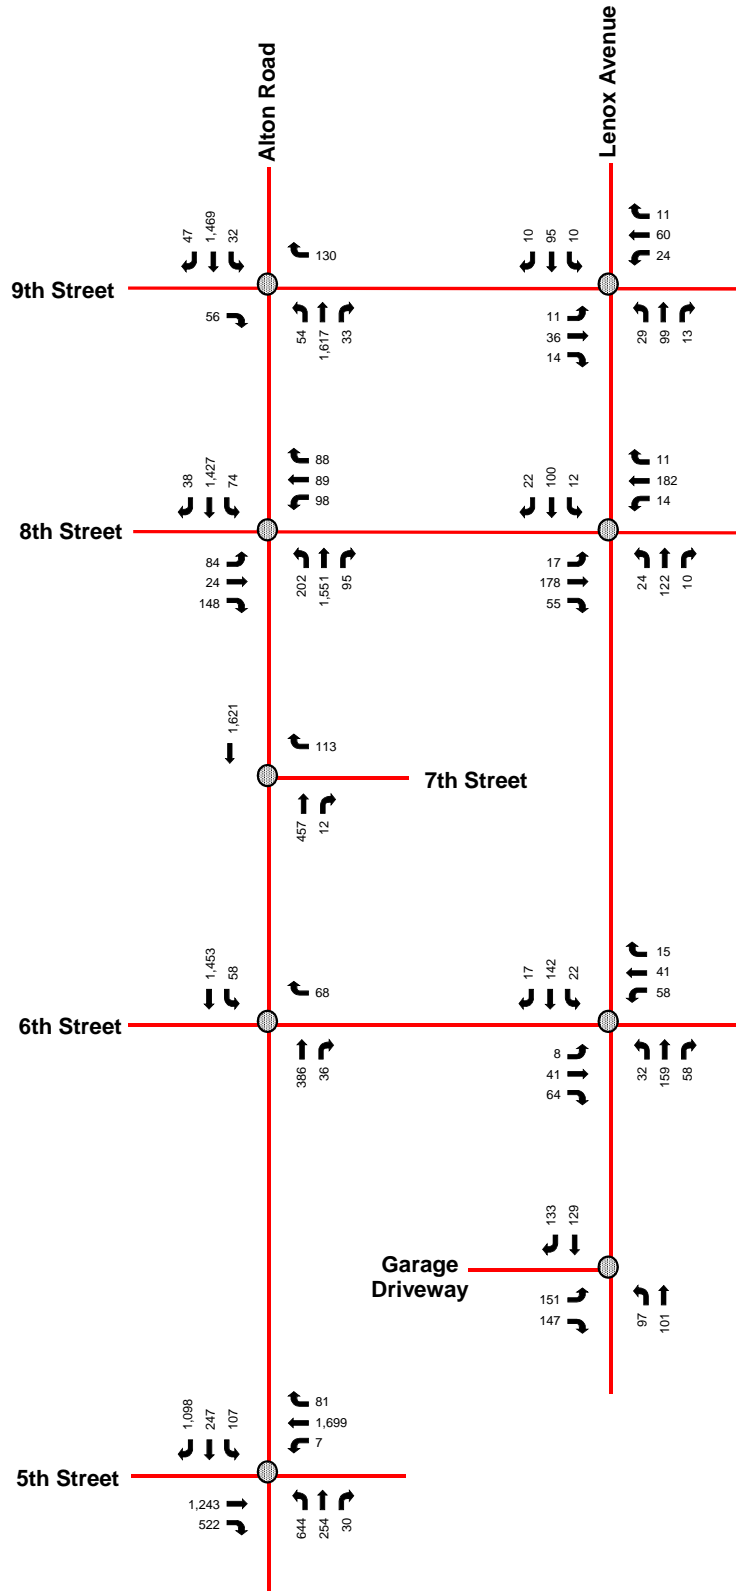 Alton Road
Lenox Avenue
47 1,469 32
130
9th Street
56
54 1,617 33
10 95 10
11
60
24
11
36
14
29 99 13
38 1,427 74
88
89
98
8th Street
84
24
148
202 1,551 95
22 100 12
11
182
14
17
178
55
24 122 10
1,621
113
7th Street
457 12
1,453 58
68
6th Street
386 36
17 142 22
15
41
58
8
41
64
32 159 58
133 129
Garage
Driveway
151
147
97 101
1,098 247 107
81
1,699
7
5th Street
1,243
522
644 254 30